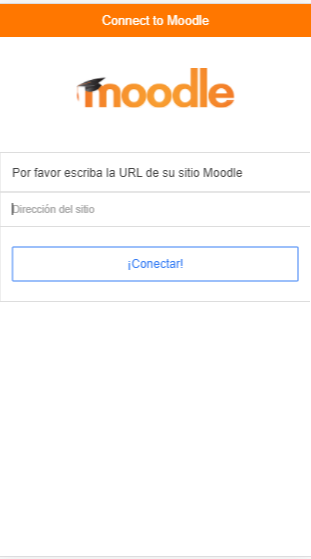 Connect to Moodle
moodle
Por favor escriba la URL de su sitio Moodle
Dirección del sitio
¡Conectar!